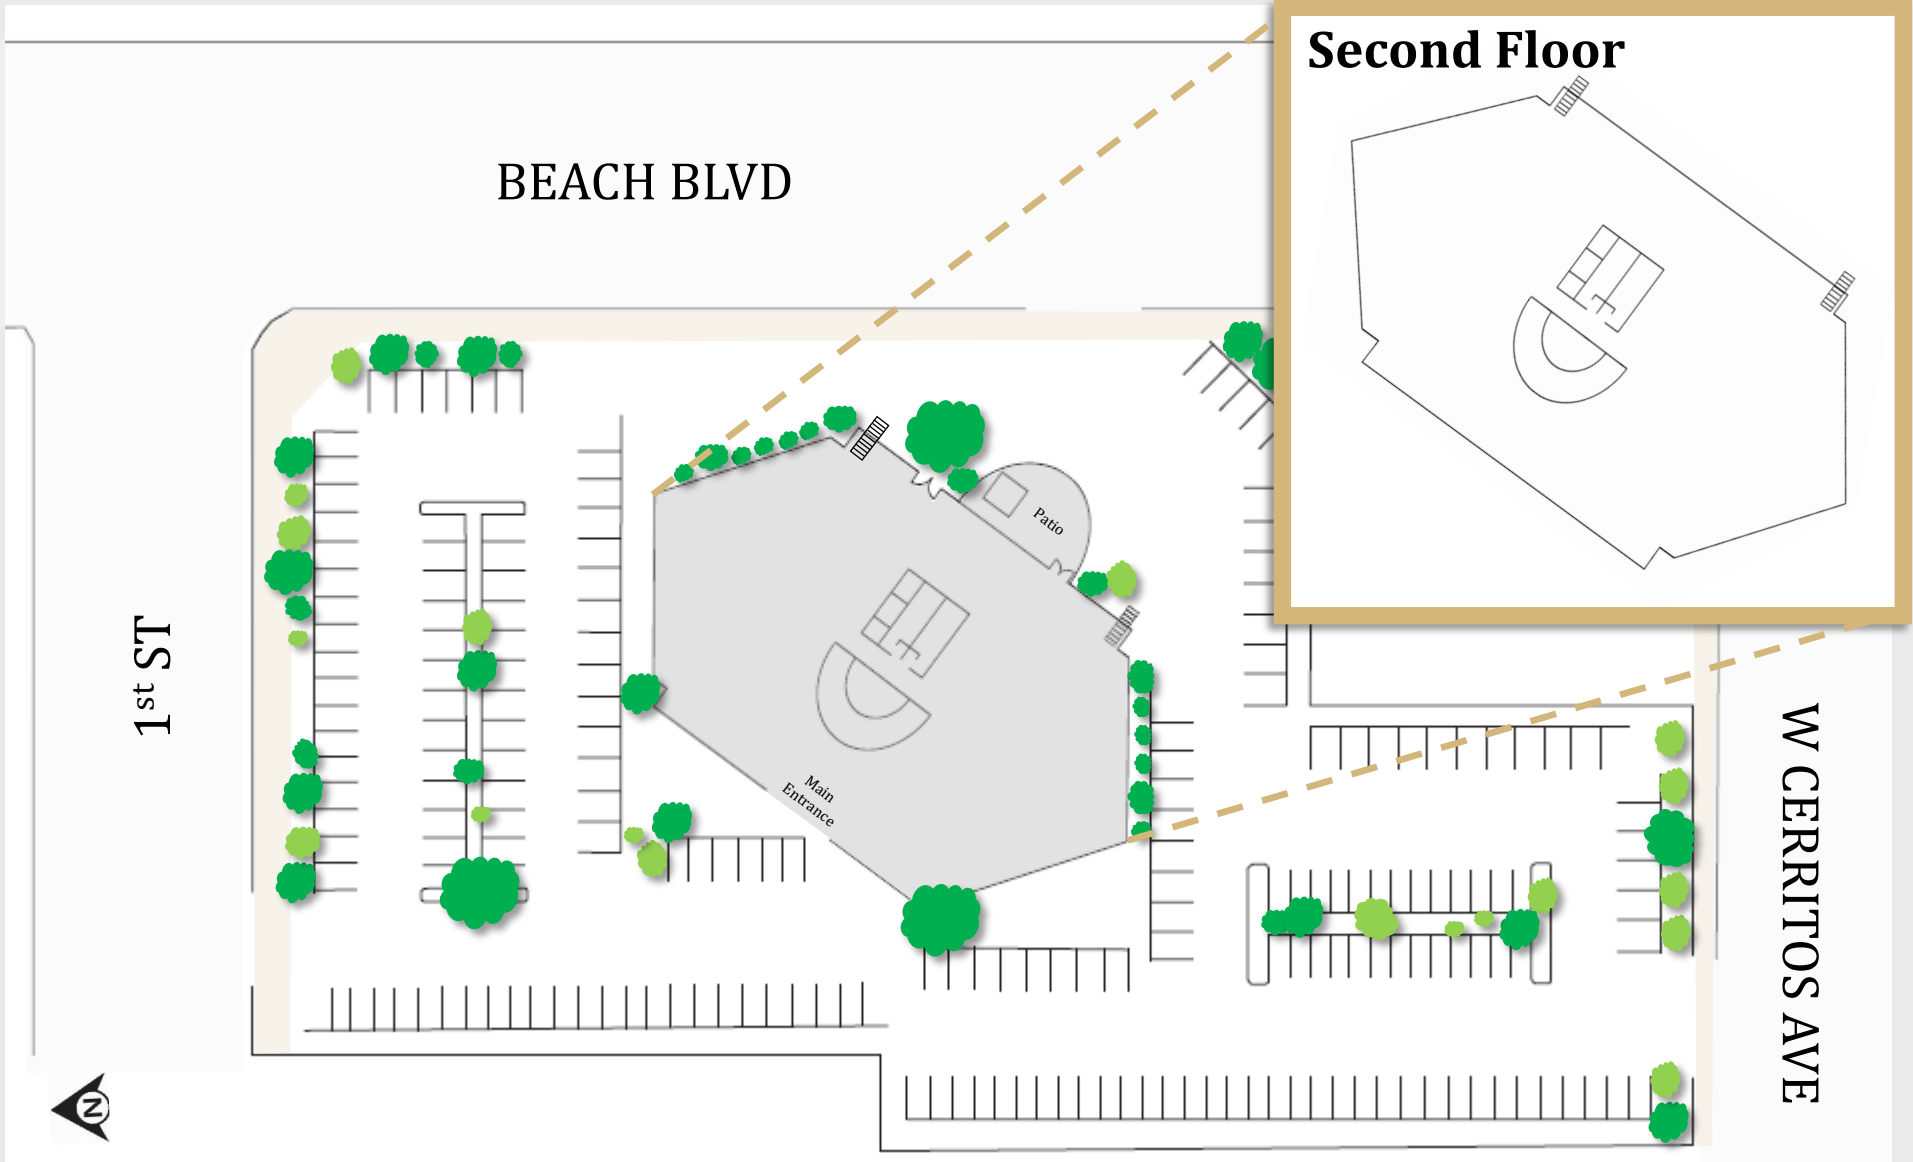 Second Floor
BEACH BLVD
Patio
1st ST
Main
Entrance
W CERRITOS AVE
N